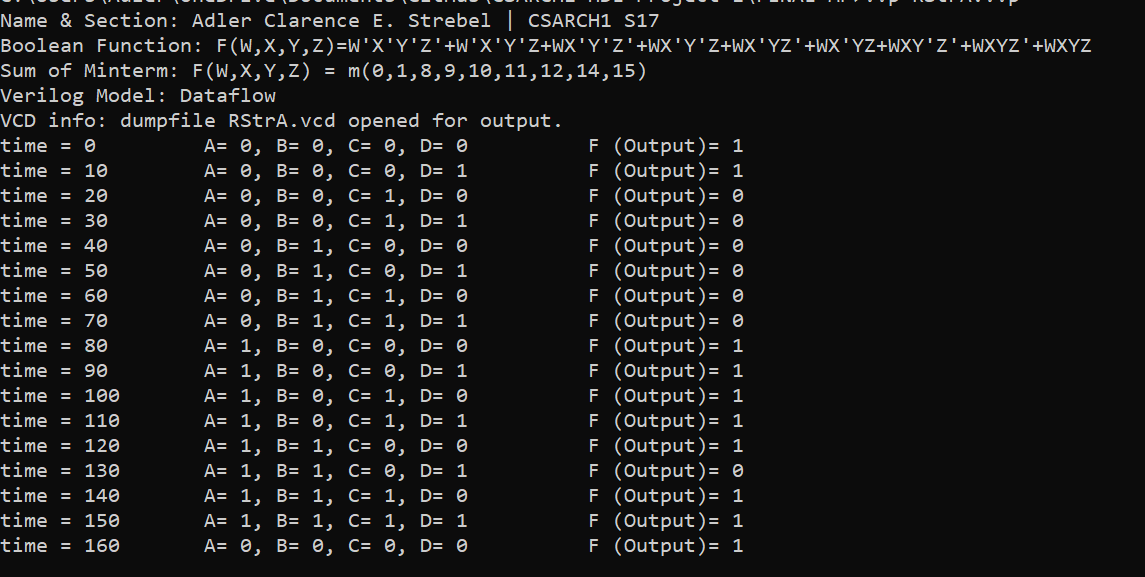 Name & Section: Adler Clarence E. Strebel | CSARCH1 S17
Boolean Function: F(W,X,Y,Z)=W'X'Y'Z'+W'X'Y'Z+WX'Y'Z'+WX'Y'Z+WX'YZ'+WX'YZ+WXY'Z'+WXYZ'+WXYZ
Sum of Minterm: F(W,X,Y,Z) = m(0,1,8,9,10,11,12,14,15)
Verilog Model: Dataflow
VCD info: dumpfile RStrA.vcd opened for output.
time = 0 A= 0, B= 0, C= 0, D= 0 F (Output)= 1
time = 10 A= 0, B= 0, C= 0, D= 1 F (Output)= 1
time = 20 A= 0, B= 0, C= 1, D= 0 F (Output)= 0
time = 30 A= 0, B= 0, C= 1, D= 1 F (Output)= 0
time = 40 A= 0, B= 1, C= 0, D= 0 F (Output)= 0
time = 50 A= 0, B= 1, C= 0, D= 1 F (Output)= 0
time = 60 A= 0, B= 1, C= 1, D= 0 F (Output)= 0
time = 70 A= 0, B= 1, C= 1, D= 1 F (Output)= 0
time = 80 A= 1, B= 0, C= 0, D= 0 F (Output)= 1
time = 90 A= 1, B= 0, C= 0, D= 1 F (Output)= 1
time = 100 A= 1, B= 0, C= 1, D= 0 F (Output)= 1
time = 110 A= 1, B= 0, C= 1, D= 1 F (Output)= 1
time = 120 A= 1, B= 1, C= 0, D= 0 F (Output)= 1
time = 130 A= 1, B= 1, C= 0, D= 1 F (Output)= 0
time = 140 A= 1, B= 1, C= 1, D= 0 F (Output)= 1
time = 150 A= 1, B= 1, C= 1, D= 1 F (Output)= 1
time = 160 A= 0, B= 0, C= 0, D= 0 F (Output)= 1